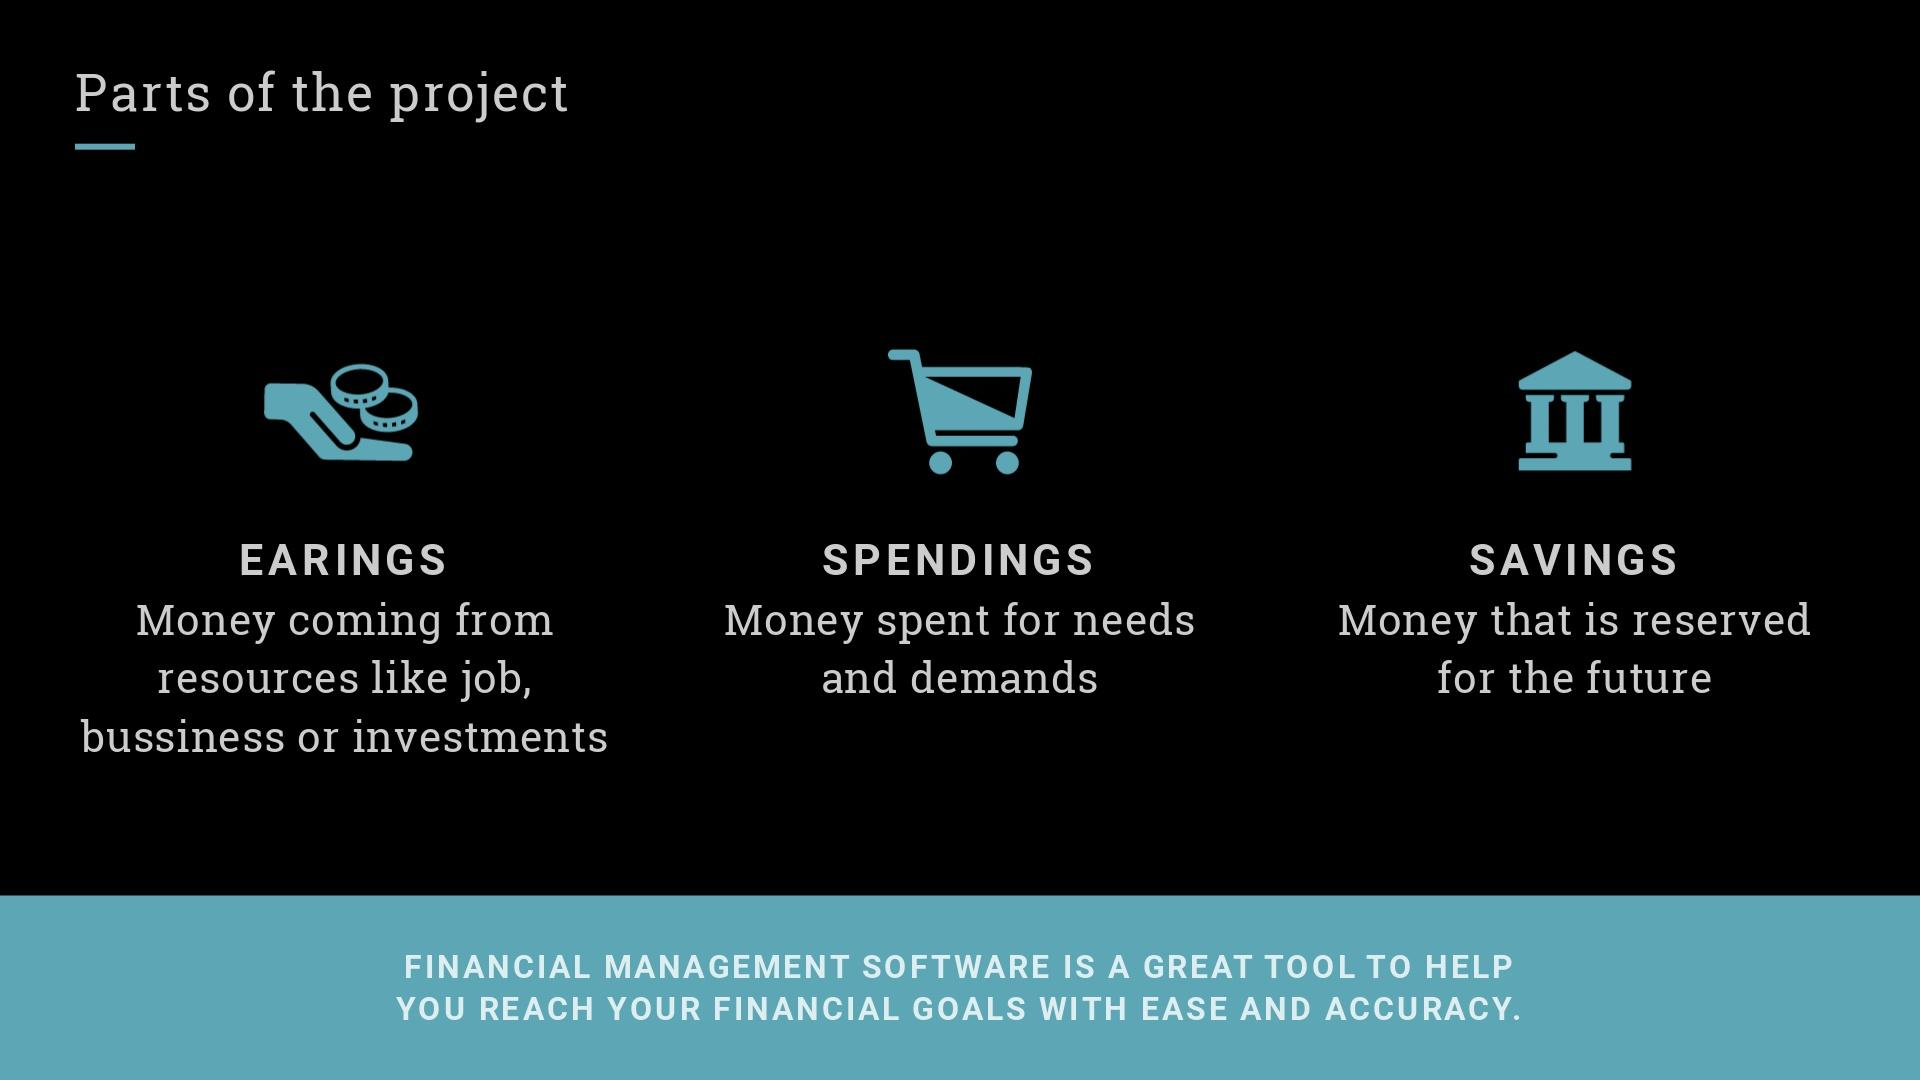 Parts of the project
EARINGS
Money coming from
resources like job,
bussiness or investments
SPENDINGS
Money spent for needs
and demands
SAVINGS
Money that is reserved
for the future
FINANCIAL MANAGEMENT SOFTWARE IS A GREAT TOOL TO HELP
YOU REACH YOUR FINANCIAL GOALS WITH EASE AND ACCURACY.